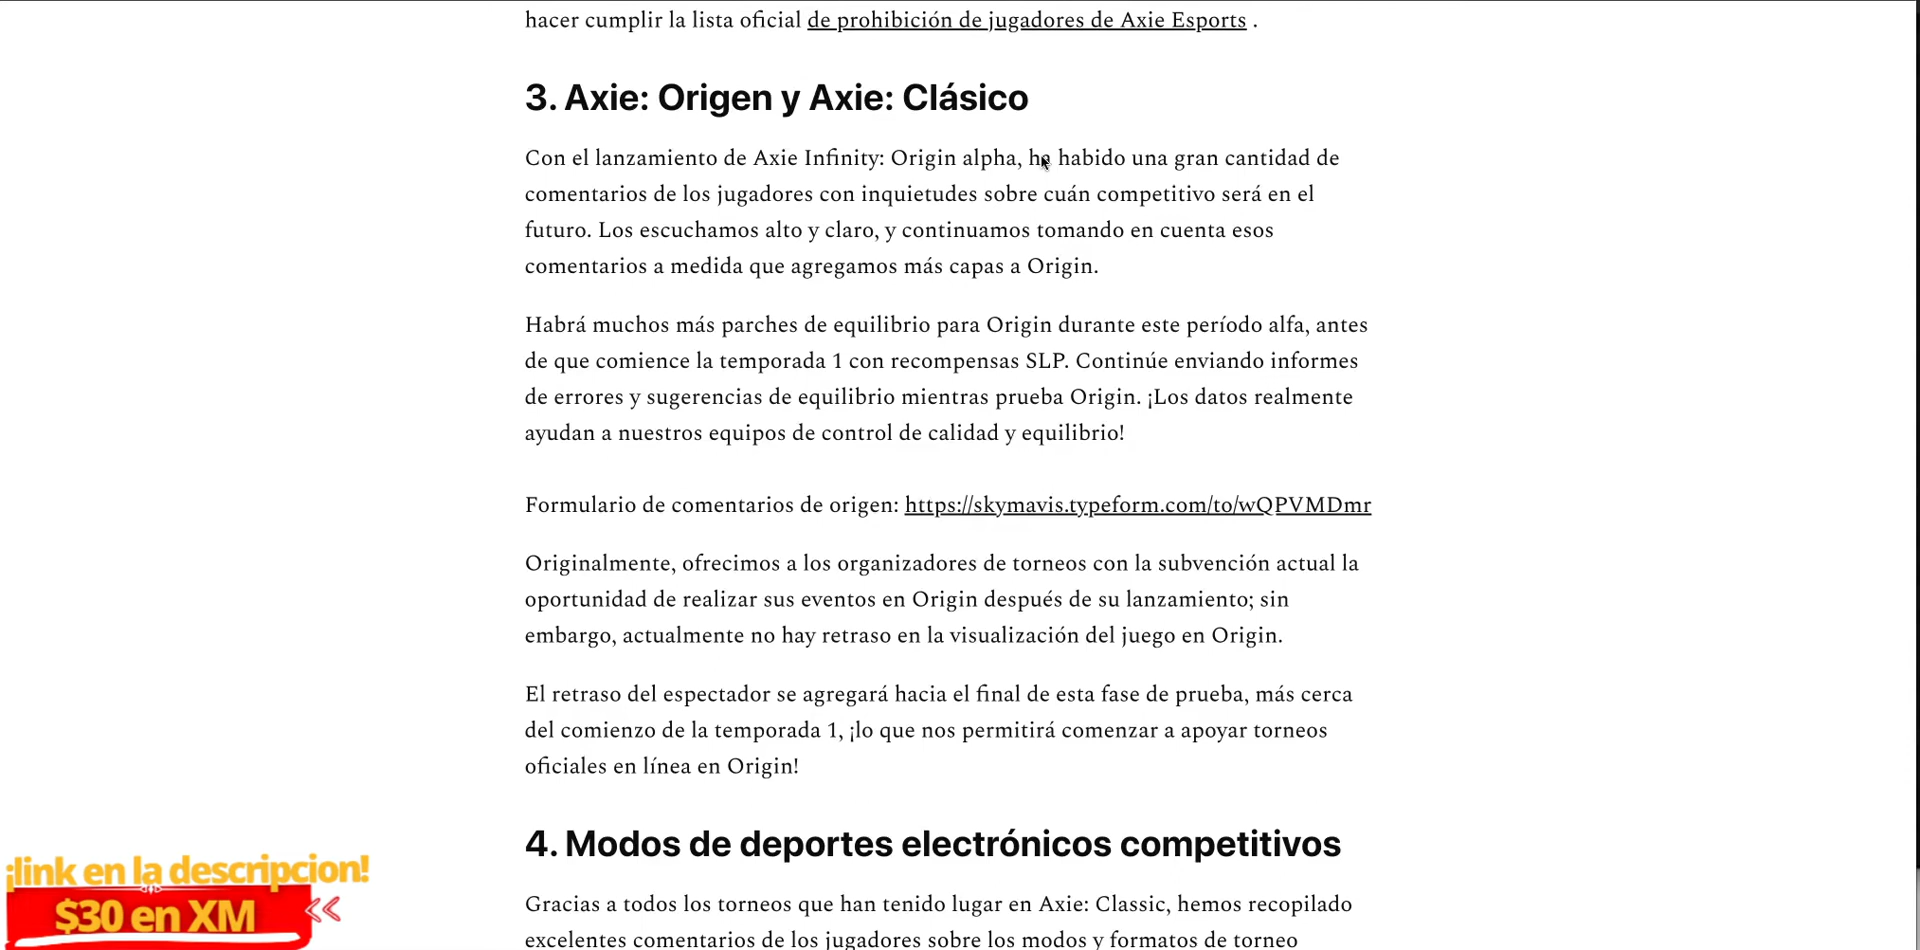 hacer cumplir la lista oficial de prohibición de jugadores de Axie Esports .
3. Axie: Origen y Axie: Clásico
Con el lanzamiento de Axie Infinity: Origin alpha, ha habido una gran cantidad de
comentarios de los jugadores con inquietudes sobre cuán competitivo será en el
futuro. Los escuchamos alto y claro, y continuamos tomando en cuenta esos
comentarios a medida que agregamos más capas a Origin.
Habrá muchos más parches de equilibrio para Origin durante este período alfa, antes
de que comience la temporada 1 con recompensas SLP. Continúe enviando informes
de errores y sugerencias de equilibrio mientras prueba Origin. ¡Los datos realmente
ayudan a nuestros equipos de control de calidad y equilibrio!
Formulario de comentarios de origen: https://skymavis.typeform.com/to/wQPVMDmr
Originalmente, ofrecimos a los organizadores de torneos con la subvención actual la
oportunidad de realizar sus eventos en Origin después de su lanzamiento; sin
embargo, actualmente no hay retraso en la visualización del juego en Origin.
El retraso del espectador se agregará hacia el final de esta fase de prueba, más cerca
del comienzo de la temporada 1, ¡lo que nos permitirá comenzar a apoyar torneos
oficiales en línea en Origin!
4. Modos de deportes electrónicos competitivos
Gracias a todos los torneos que han tenido lugar en Axie: Classic, hemos recopilado
excelentes comentarios de los jugadores sobre los modos y formatos de torneo
¡link en la descripcion!
$30 en XM <<